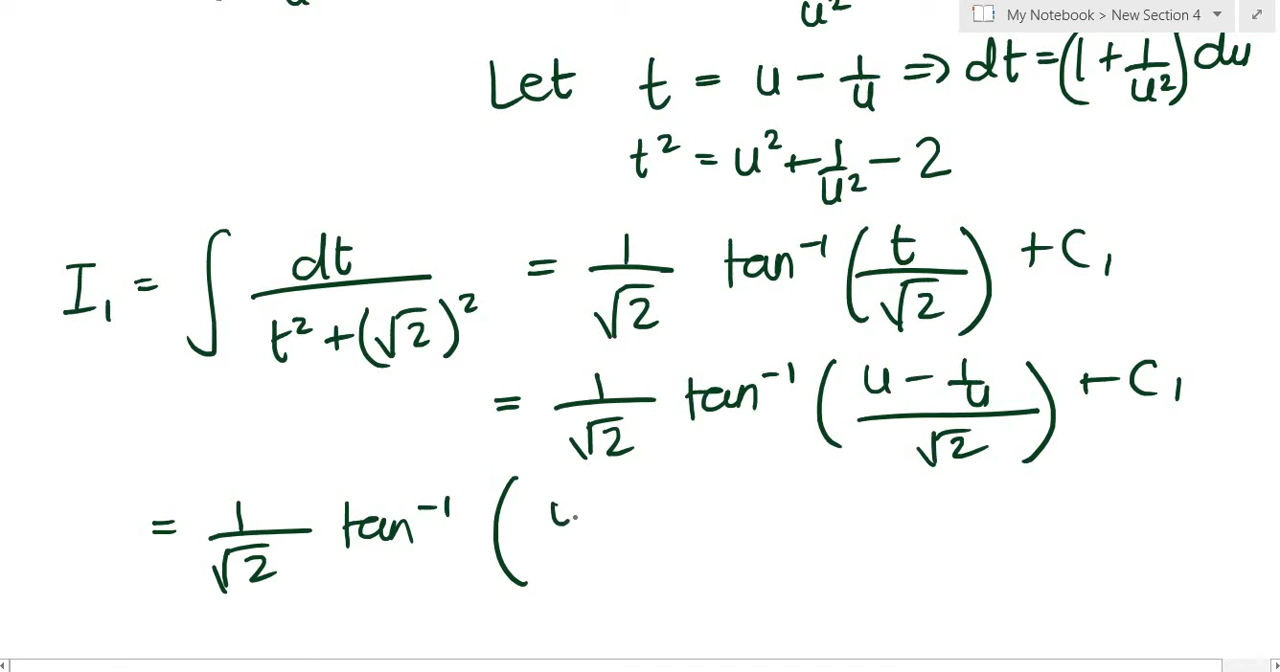 u²
My Notebook > New Section 4
Let t = u - 1/u => dt = (1 + 1/u²) du
t² = u² + 1/u² - 2
I₁ = ∫ dt / (t² + (√2)²) = 1/√2 tan⁻¹ (t/√2) + C₁
= 1/√2 tan⁻¹ ((u - 1/u)/√2) + C₁
= 1/√2 tan⁻¹ (